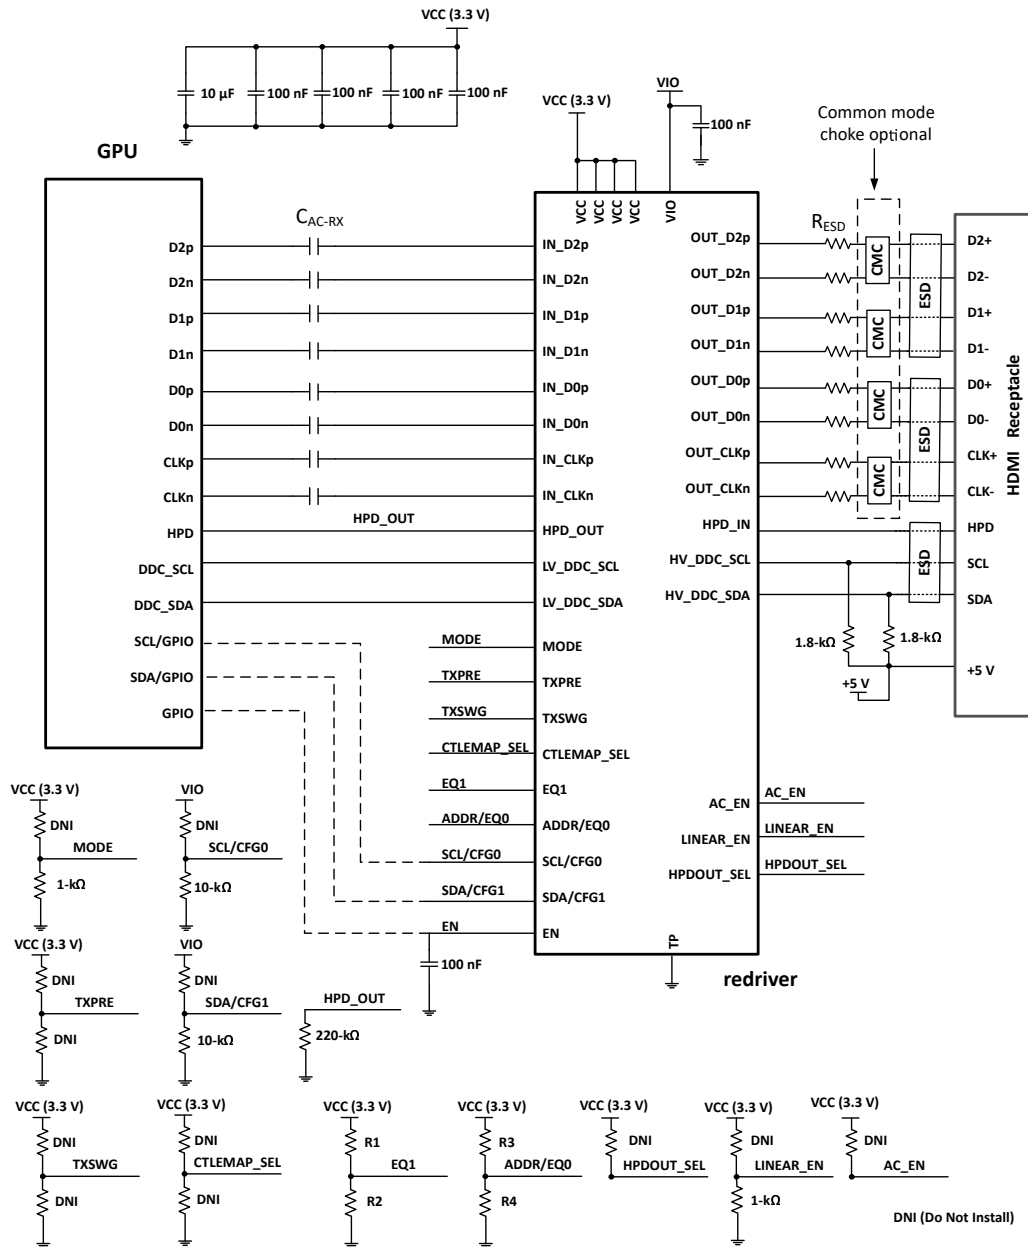 VCC (3.3 V)
10 µF
100 nF
100 nF
100 nF
100 nF
VCC (3.3 V)
VIO
100 nF
Common mode
choke optional
GPU
VCC
VCC
VCC
VCC
VIO
C_AC-RX
R_ESD
D2p
IN_D2p
OUT_D2p
CMC
D2+
D2n
IN_D2n
OUT_D2n
D2-
ESD
D1p
IN_D1p
OUT_D1p
CMC
D1+
D1n
IN_D1n
OUT_D1n
D1-
D0p
IN_D0p
OUT_D0p
CMC
D0+
D0n
IN_D0n
OUT_D0n
D0-
ESD
CLKp
IN_CLKp
OUT_CLKp
CMC
CLK+
CLKn
IN_CLKn
OUT_CLKn
CLK-
HDMI Receptacle
HPD
HPD_OUT
HPD_OUT
HPD_IN
HPD
DDC_SCL
LV_DDC_SCL
HV_DDC_SCL
ESD
SCL
DDC_SDA
LV_DDC_SDA
HV_DDC_SDA
SDA
SCL/GPIO
MODE
MODE
1.8-kΩ
1.8-kΩ
SDA/GPIO
TXPRE
TXPRE
+5 V
+5 V
GPIO
TXSWG
TXSWG
CTLEMAP_SEL
CTLEMAP_SEL
EQ1
EQ1
AC_EN
AC_EN
ADDR/EQ0
ADDR/EQ0
LINEAR_EN
LINEAR_EN
SCL/CFG0
SCL/CFG0
HPDOUT_SEL
HPDOUT_SEL
SDA/CFG1
SDA/CFG1
EN
EN
100 nF
TP
redriver
VCC (3.3 V)
DNI
MODE
1-kΩ
VIO
DNI
SCL/CFG0
10-kΩ
VCC (3.3 V)
DNI
TXPRE
DNI
VIO
DNI
SDA/CFG1
10-kΩ
HPD_OUT
220-kΩ
VCC (3.3 V)
DNI
TXSWG
DNI
VCC (3.3 V)
DNI
CTLEMAP_SEL
DNI
VCC (3.3 V)
R1
EQ1
R2
VCC (3.3 V)
R3
ADDR/EQ0
R4
VCC (3.3 V)
DNI
HPDOUT_SEL
VCC (3.3 V)
DNI
LINEAR_EN
1-kΩ
VCC (3.3 V)
DNI
AC_EN
DNI (Do Not Install)